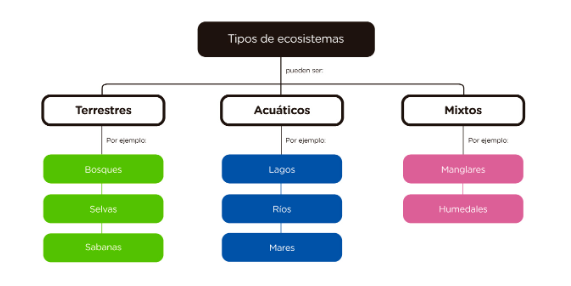 Tipos de ecosistemas
pueden ser:
Terrestres
Acuáticos
Mixtos
Por ejemplo:
Por ejemplo:
Por ejemplo:
Bosques
Lagos
Manglares
Selvas
Ríos
Humedales
Sabanas
Mares